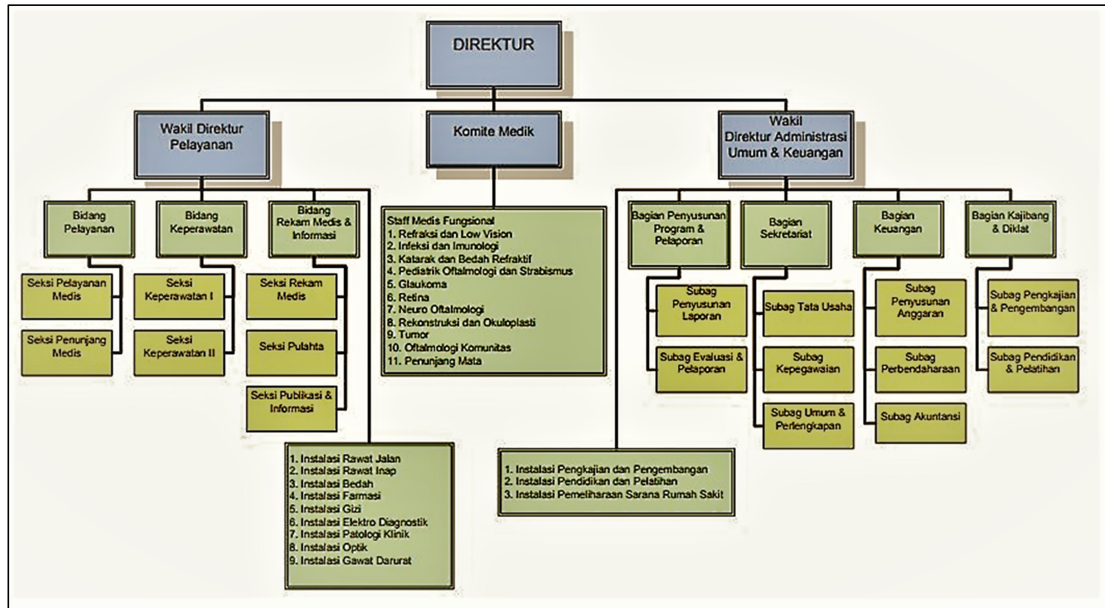 DIREKTUR
Wakil Direktur
Pelayanan
Komite Medik
Wakil
Direktur Administrasi
Umum & Keuangan
Bidang
Pelayanan
Bidang
Keperawatan
Bidang
Rekam Medis &
Informasi
Staff Medis Fungsional
1. Refraksi dan Low Vision
2. Infeksi dan Imunologi
3. Katarak dan Bedah Refraktif
4. Pediatrik Oftalmologi dan Strabismus
5. Glaukoma
6. Retina
7. Neuro Oftalmologi
8. Rekonstruksi dan Okuloplasti
9. Tumor
10. Oftalmologi Komunitas
11. Penunjang Mata
Bagian Penyusunan
Program &
Pelaporan
Bagian
Sekretariat
Bagian
Keuangan
Bagian Kajibang
& Diklat
Seksi Pelayanan
Medis
Seksi Penunjang
Medis
Seksi
Keperawatan I
Seksi
Keperawatan II
Seksi Rekam
Medis
Seksi Pulahta
Seksi Publikasi &
Informasi
Subag
Penyusunan
Laporan
Subag Evaluasi &
Pelaporan
Subag Tata Usaha
Subag
Kepegawaian
Subag Umum &
Perlengkapan
Subag
Penyusunan
Anggaran
Subag
Perbendaharaan
Subag Akuntansi
Subag Pengkajian
& Pengembangan
Subag Pendidikan
& Pelatihan
1. Instalasi Rawat Jalan
2. Instalasi Rawat Inap
3. Instalasi Bedah
4. Instalasi Farmasi
5. Instalasi Gizi
6. Instalasi Elektro Diagnostik
7. Instalasi Patologi Klinik
8. Instalasi Optik
9. Instalasi Gawat Darurat
1. Instalasi Pengkajian dan Pengembangan
2. Instalasi Pendidikan dan Pelatihan
3. Instalasi Pemeliharaan Sarana Rumah Sakit